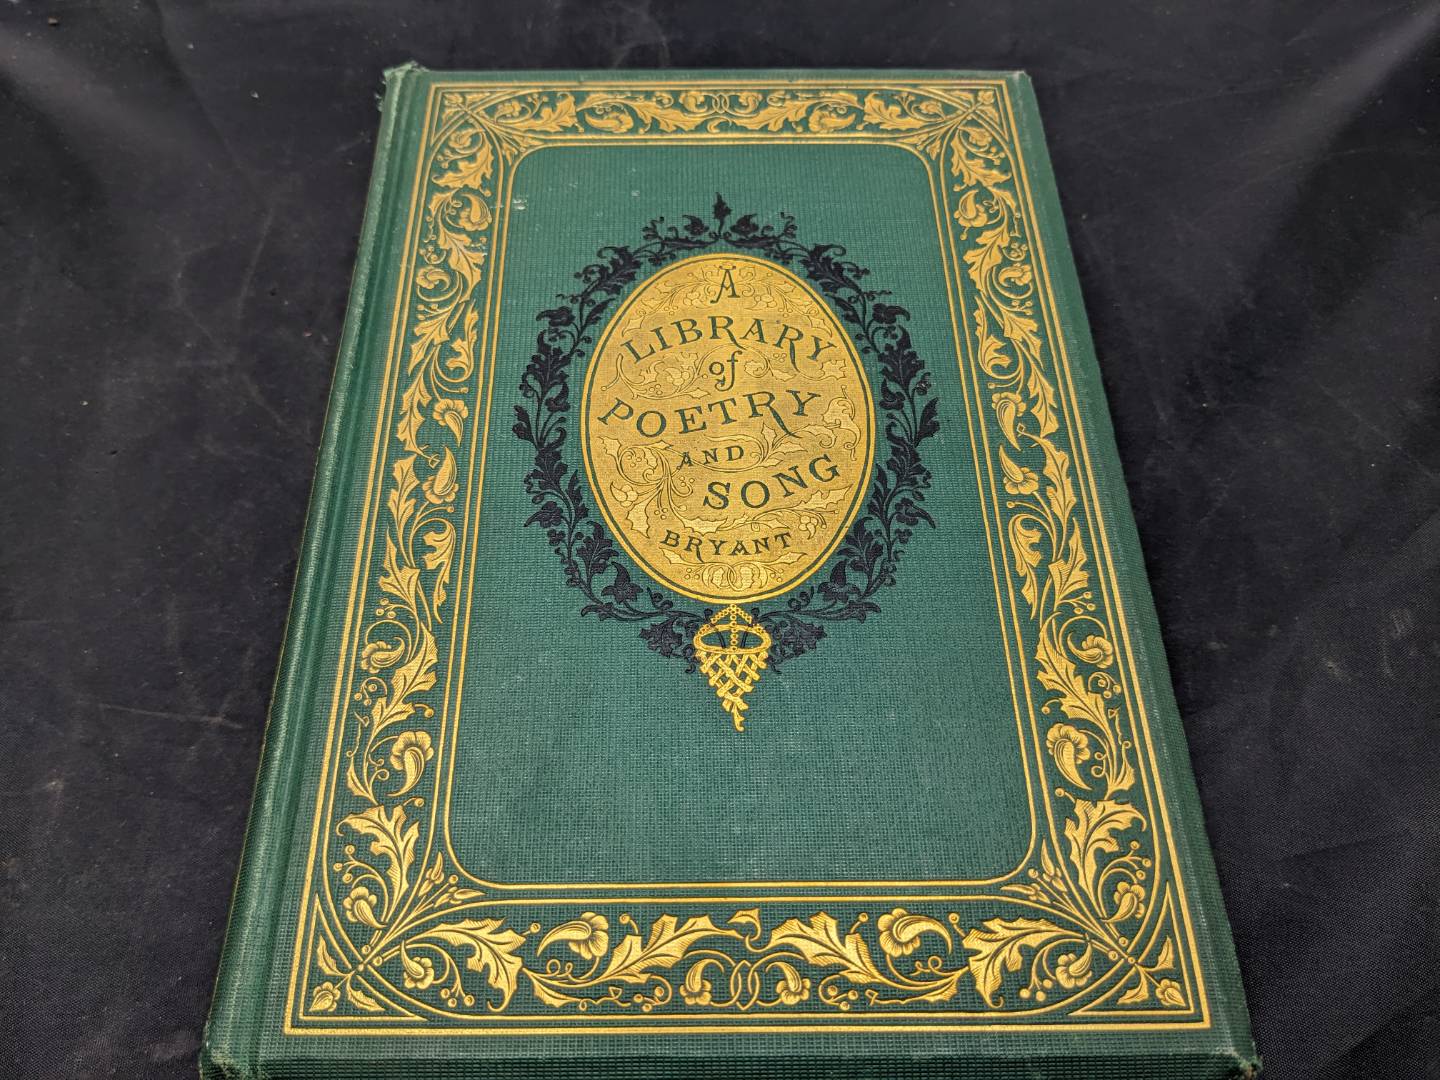 A
LIBRARY
of
POETRY
AND
SONG
BRYANT